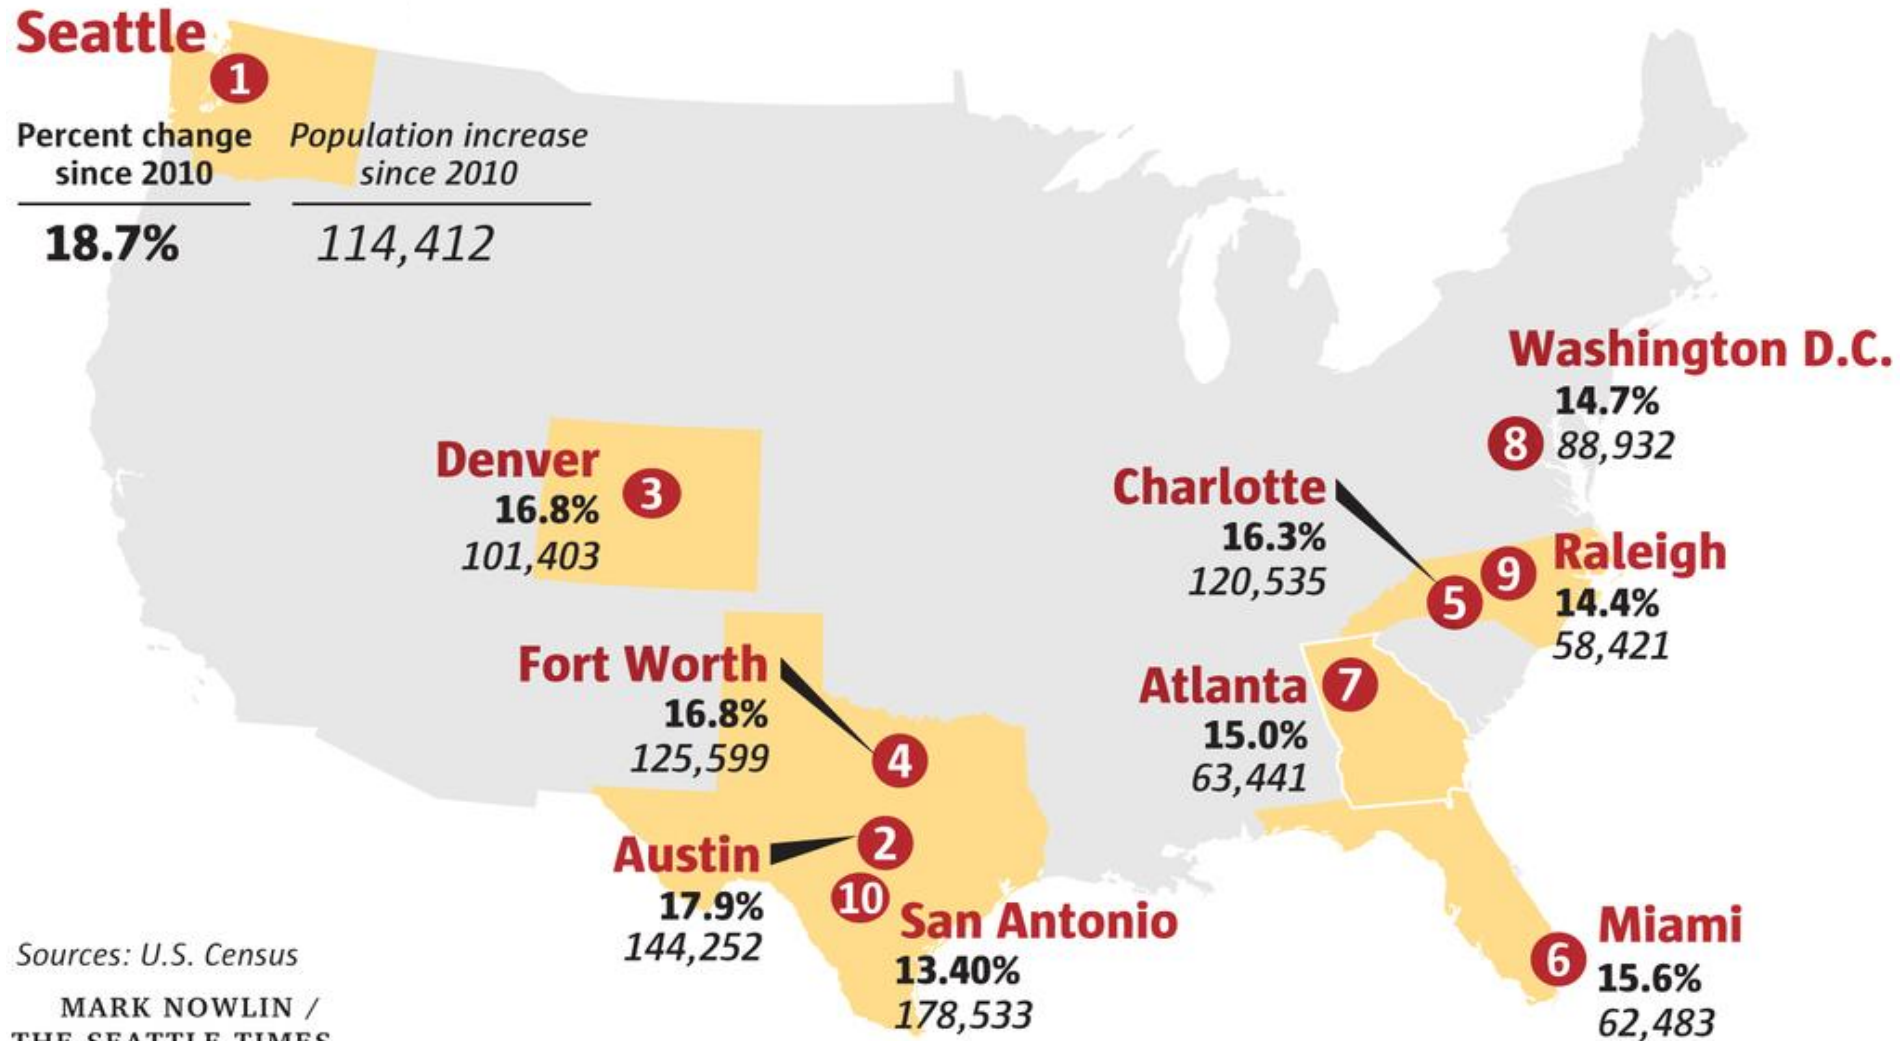 Seattle
1
Percent change
since 2010
18.7%
Population increase
since 2010
114,412
Washington D.C.
14.7%
8
88,932
Denver
3
16.8%
101,403
Charlotte
16.3%
120,535
5
9
Raleigh
14.4%
58,421
Fort Worth
16.8%
125,599
4
Atlanta
7
15.0%
63,441
Austin
2
17.9%
144,252
10
San Antonio
13.40%
178,533
Miami
6
15.6%
62,483
Sources: U.S. Census
MARK NOWLIN /
THE SEATTLE TIMES